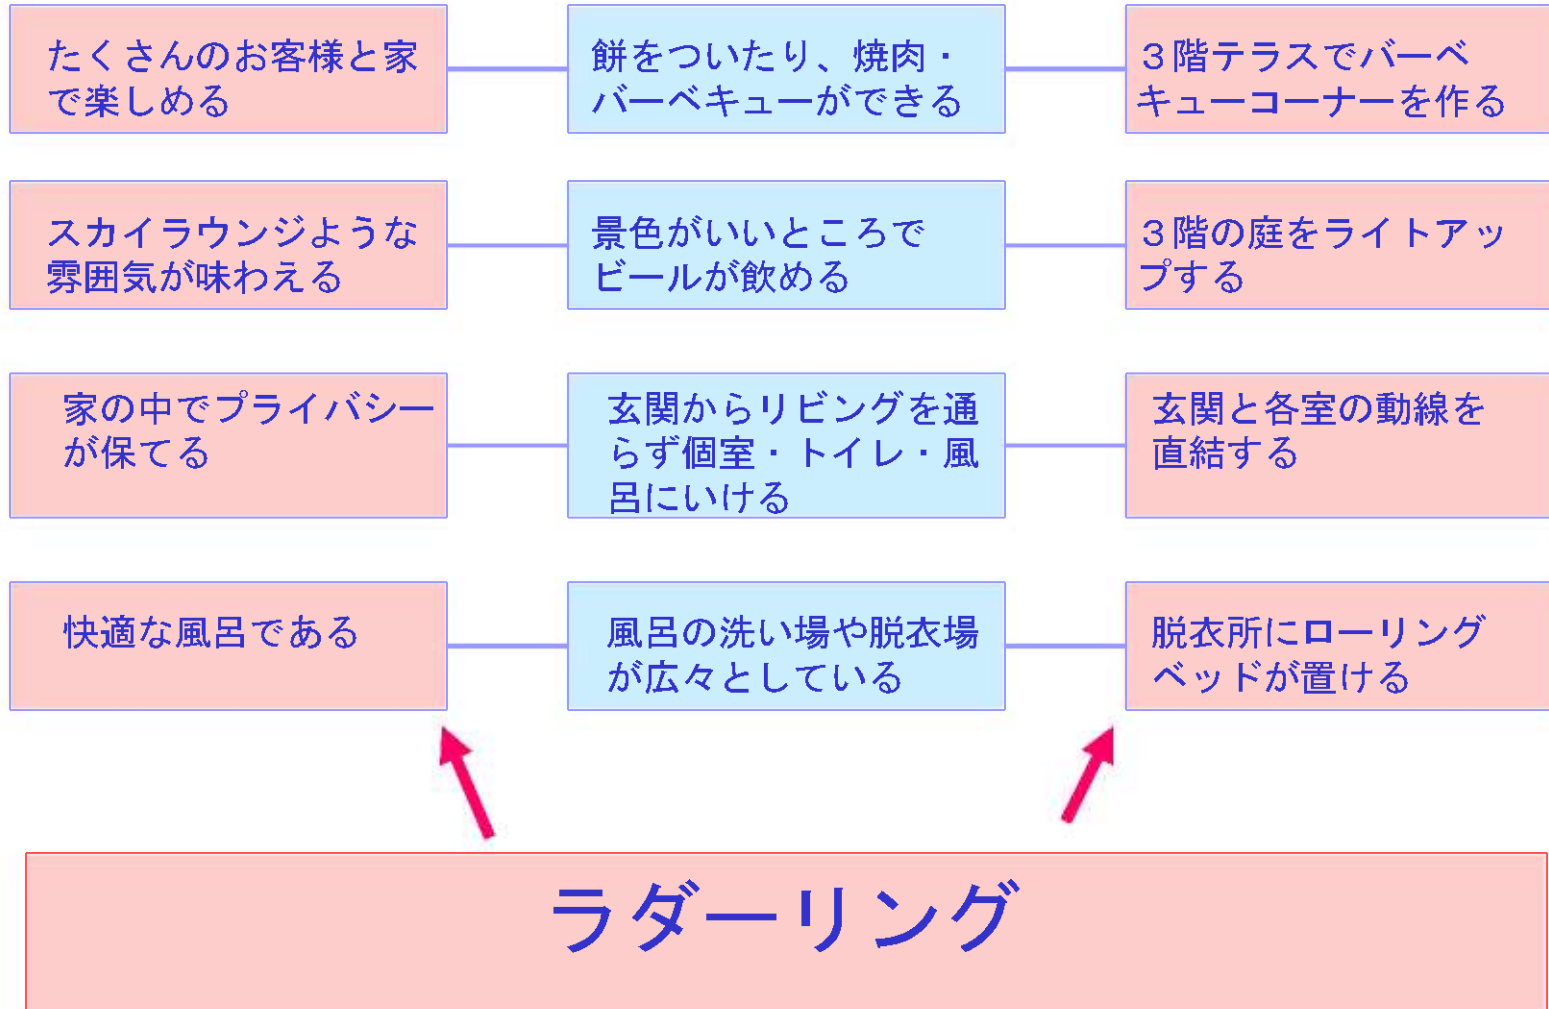 たくさんのお客様と家
で楽しめる
餅をついたり、焼肉・
バーベキューができる
３階テラスでバーベ
キューコーナーを作る
スカイラウンジような
雰囲気が味わえる
景色がいいところで
ビールが飲める
３階の庭をライトアッ
プする
家の中でプライバシー
が保てる
玄関からリビングを通
らず個室・トイレ・風
呂にいける
玄関と各室の動線を
直結する
快適な風呂である
風呂の洗い場や脱衣場
が広々としている
脱衣所にローリング
ベッドが置ける
ラダーリング